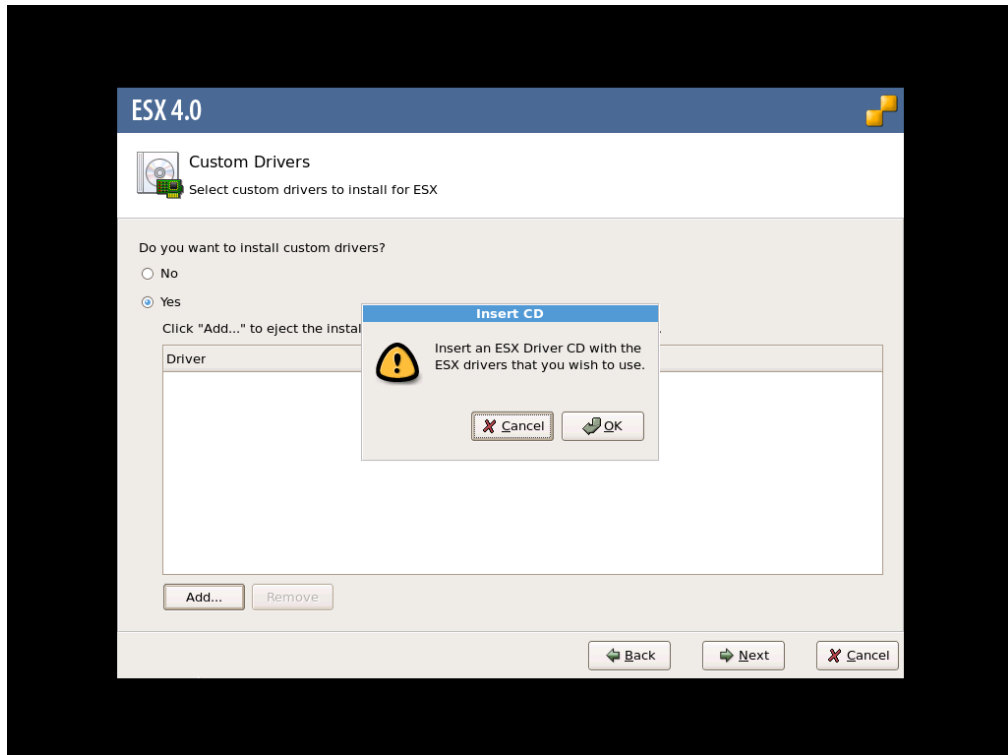 ESX 4.0
Custom Drivers
Select custom drivers to install for ESX
Do you want to install custom drivers?
No
Yes
Click "Add..." to eject the instal
.
Driver
Insert CD
Insert an ESX Driver CD with the
ESX drivers that you wish to use.
Cancel
OK
Add...
Remove
Back
Next
Cancel